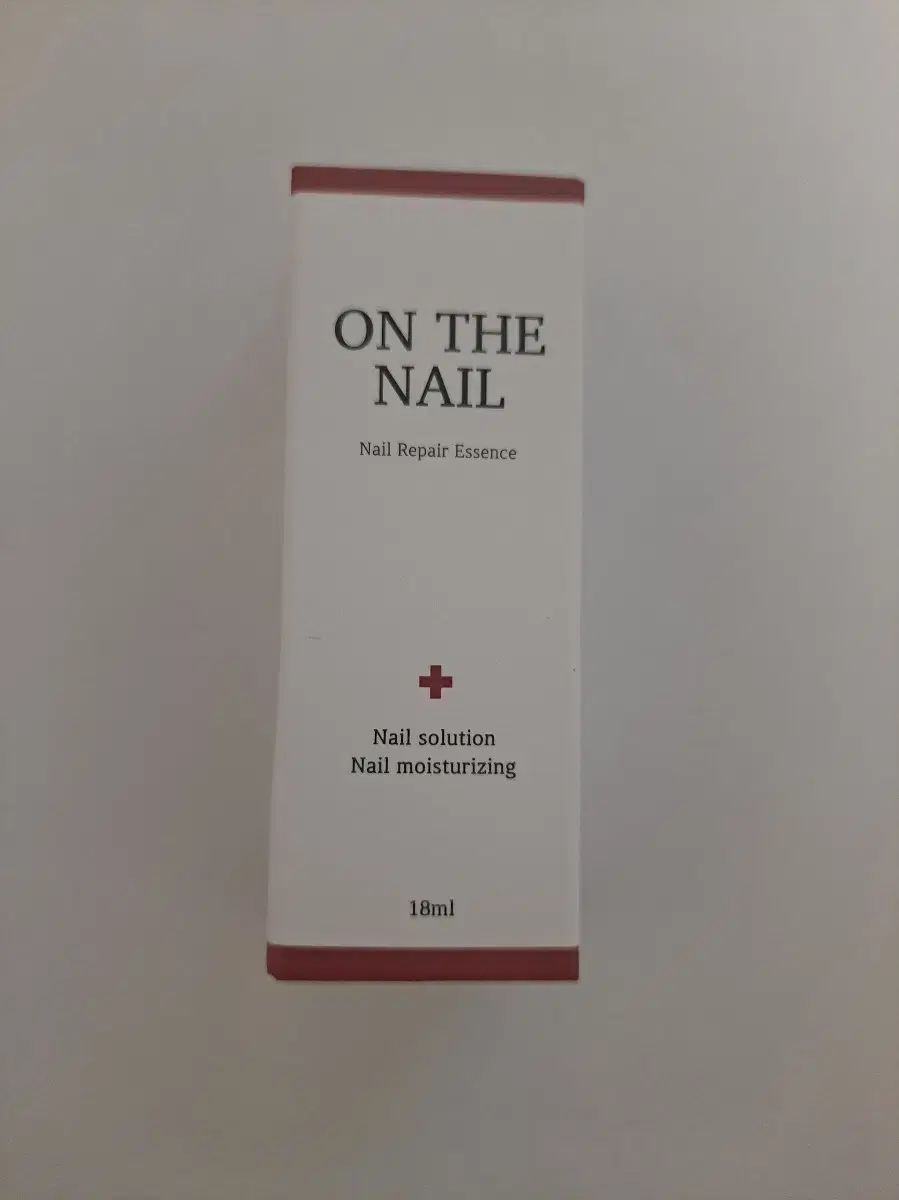 ON THE
NAIL
Nail Repair Essence
Nail solution
Nail moisturizing
18ml